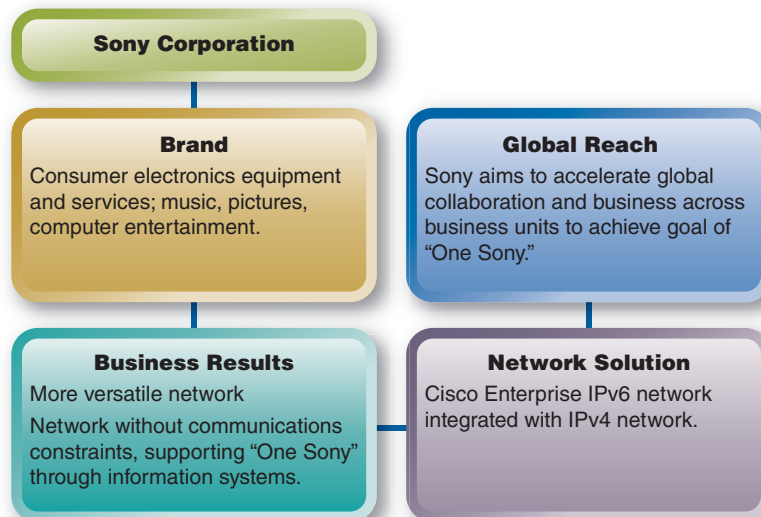 Sony Corporation
Brand
Consumer electronics equipment
and services; music, pictures,
computer entertainment.
Global Reach
Sony aims to accelerate global
collaboration and business across
business units to achieve goal of
“One Sony.”
Business Results
More versatile network
Network without communications
constraints, supporting “One Sony”
through information systems.
Network Solution
Cisco Enterprise IPv6 network
integrated with IPv4 network.